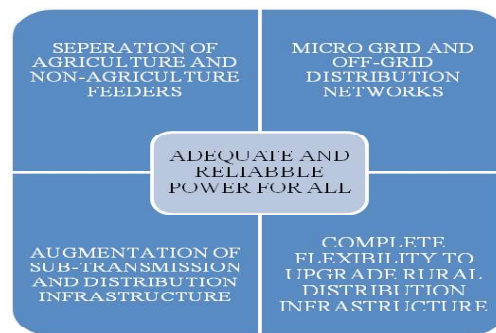 SEPERATION OF
AGRICULTURE AND
NON-AGRICULTURE
FEEDERS
MICRO GRID AND
OFF-GRID
DISTRIBUTION
NETWORKS
ADEQUATE AND
RELIABBLE
POWER FOR ALL
AUGMENTATION OF
SUB-TRANSMISSION
AND DISTRIBUTION
INFRASTRUCTURE
COMPLETE
FLEXIBILITY TO
UPGRADE RURAL
DISTRIBUTION
INFRASTRUCTURE